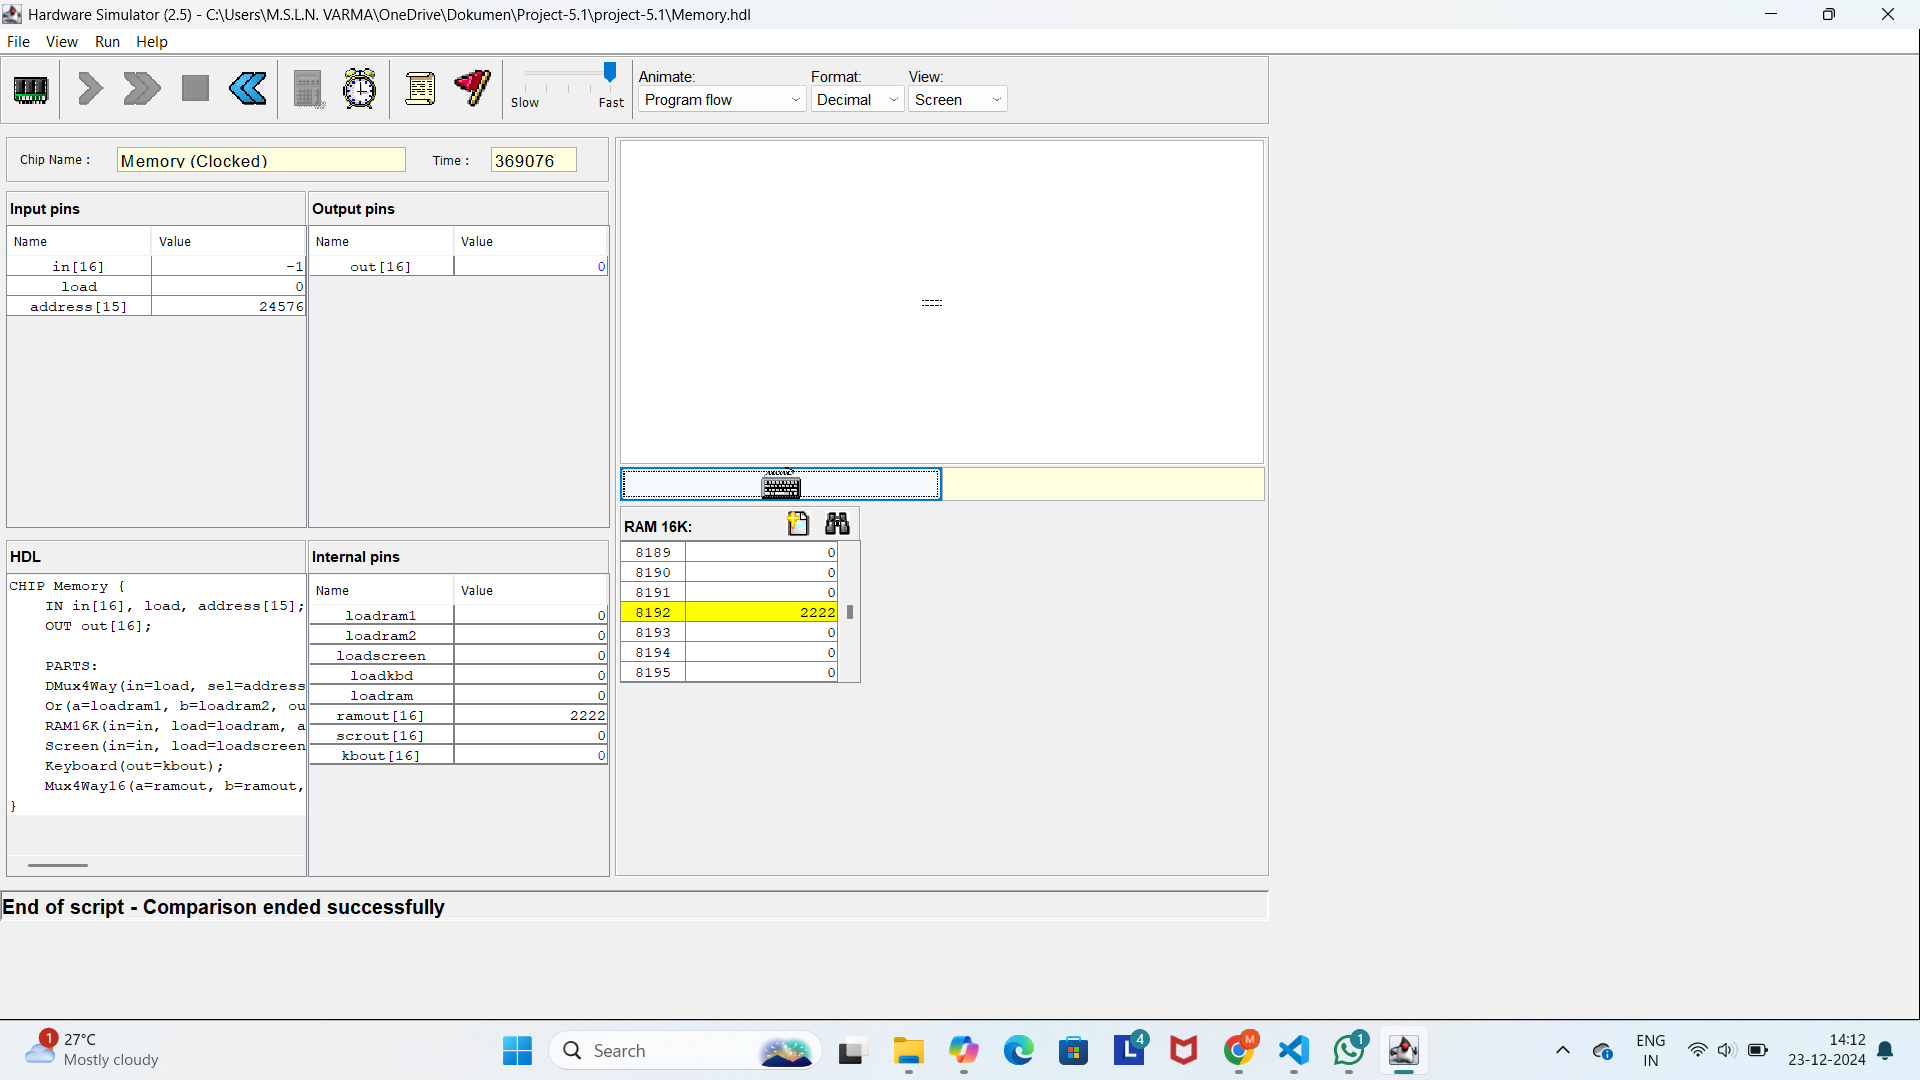 Hardware Simulator (2.5) - C:\Users\M.S.L.N. VARMA\OneDrive\Dokumen\Project-5.1\project-5.1\Memory.hdl
File View Run Help
Slow Fast
Animate: Format: View:
Program flow Decimal Screen
Chip Name : Memory (Clocked) Time : 369076
Input pins
Name Value
in[16] -1
load 0
address[15] 24576
Output pins
Name Value
out[16] 0
HDL
CHIP Memory {
IN in[16], load, address[15];
OUT out[16];
PARTS:
DMux4Way(in=load, sel=address
Or(a=loadram1, b=loadram2, ou
RAM16K(in=in, load=loadram, a
Screen(in=in, load=loadscreen
Keyboard(out=kbout);
Mux4Way16(a=ramout, b=ramout,
}
Internal pins
Name Value
loadram1 0
loadram2 0
loadscreen 0
loadkbd 0
loadram 0
ramout[16] 2222
scrout[16] 0
kbout[16] 0
RAM 16K:
8189 0
8190 0
8191 0
8192 2222
8193 0
8194 0
8195 0
End of script - Comparison ended successfully
1
27°C
Mostly cloudy
Search
L
4
M
1
ENG
IN
14:12
23-12-2024